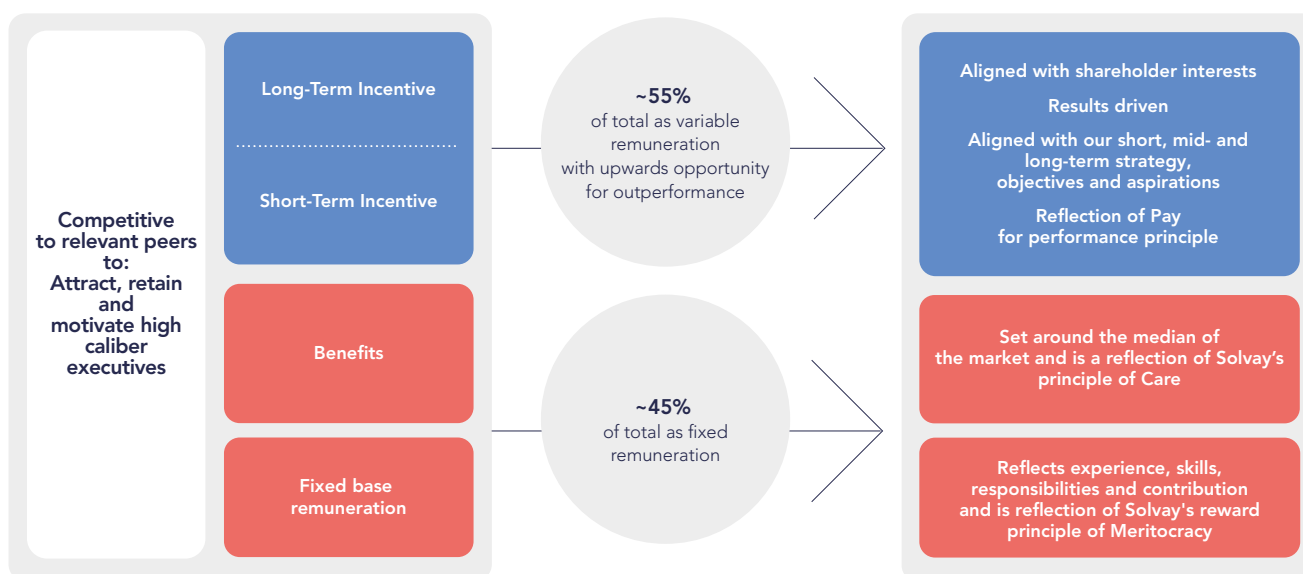 Competitive
to relevant peers
to:
Attract, retain
and
motivate high
caliber
executives
Long-Term Incentive
Short-Term Incentive
Benefits
Fixed base
remuneration
~55%
of total as variable
remuneration
with upwards opportunity
for outperformance
~45%
of total as fixed
remuneration
Aligned with shareholder interests
Results driven
Aligned with our short, mid- and
long-term strategy,
objectives and aspirations
Reflection of Pay
for performance principle
Set around the median of
the market and is a reflection of Solvay’s
principle of Care
Reflects experience, skills,
responsibilities and contribution
and is reflection of Solvay's reward
principle of Meritocracy